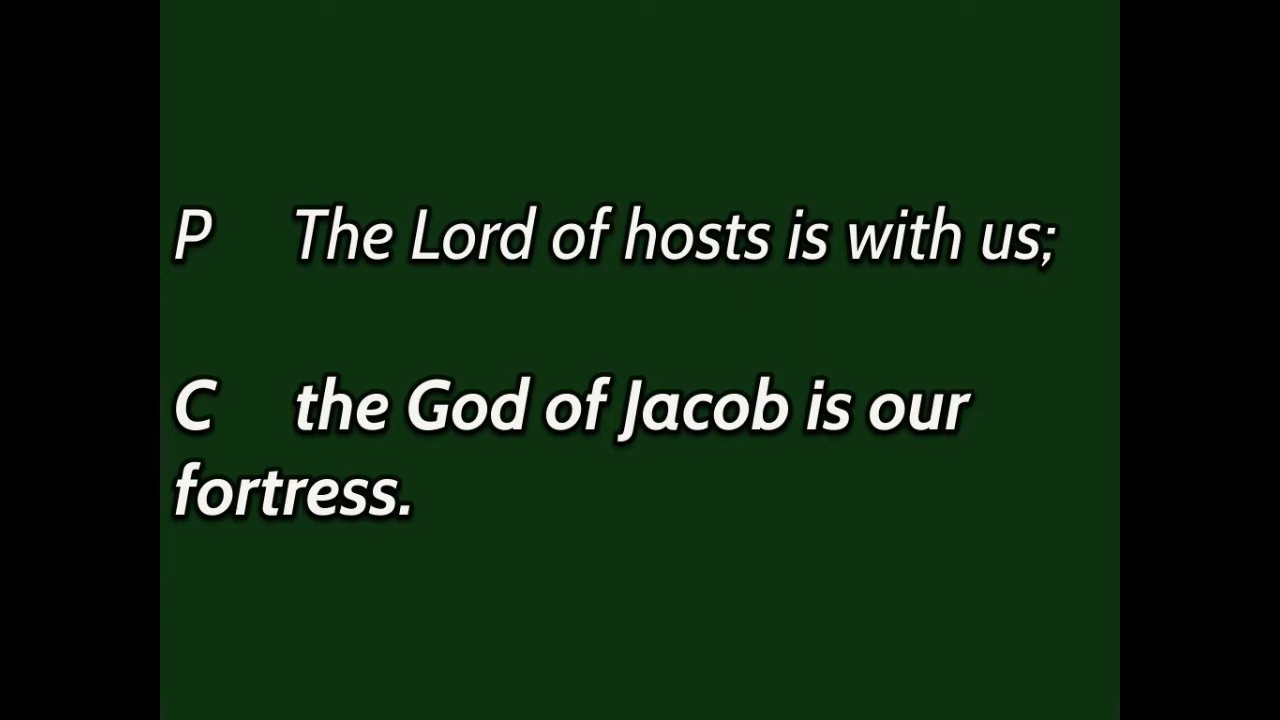 P The Lord of hosts is with us;
C the God of Jacob is our
fortress.